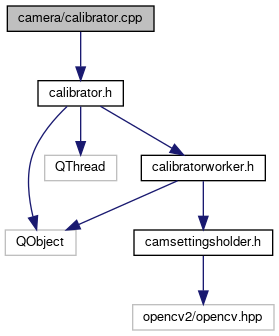 camera/calibrator.cpp
calibrator.h
QThread
calibratorworker.h
QObject
camsettingsholder.h
opencv2/opencv.hpp